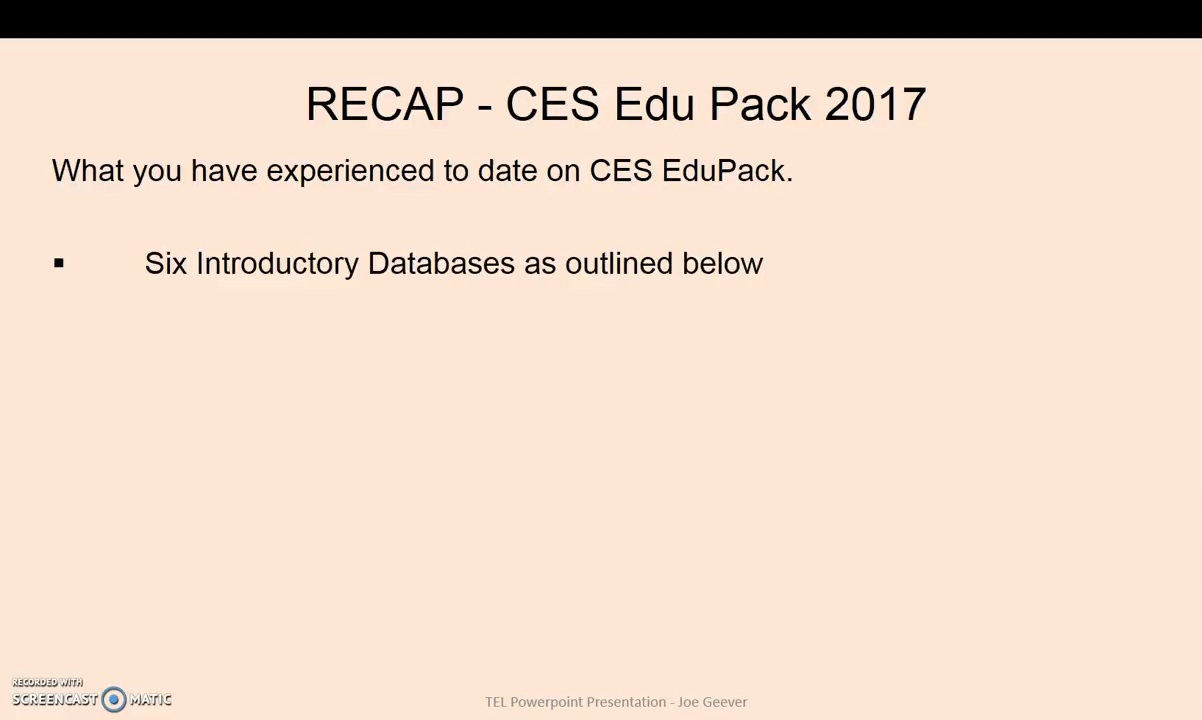 RECAP - CES Edu Pack 2017
What you have experienced to date on CES EduPack.
▪ Six Introductory Databases as outlined below
RECORDED WITH
SCREENCAST MATIC
TEL Powerpoint Presentation - Joe Geever